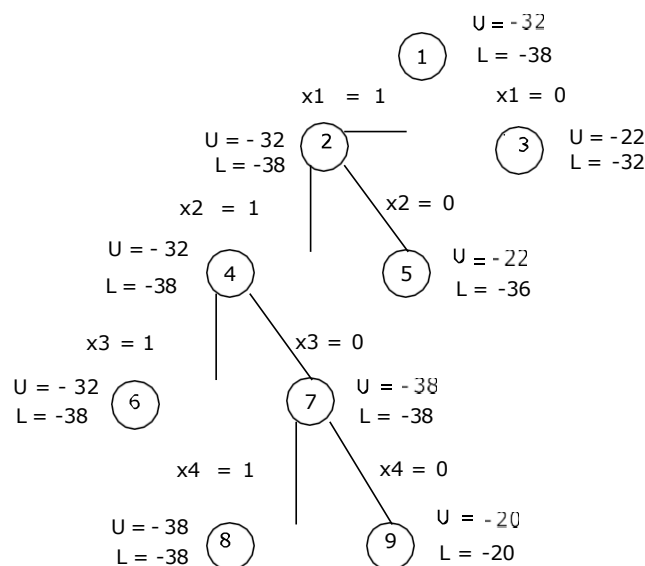 U = -32
1
L = -38
x1 = 1
x1 = 0
U = - 32
2
3
U = -22
L = -38
L = -32
x2 = 1
x2 = 0
U = - 32
U = -22
4
5
L = -38
L = -36
x3 = 1
x3 = 0
U = - 32
6
7
U = -38
L = -38
L = -38
x4 = 1
x4 = 0
U = - 38
U = -20
8
9
L = -38
L = -20